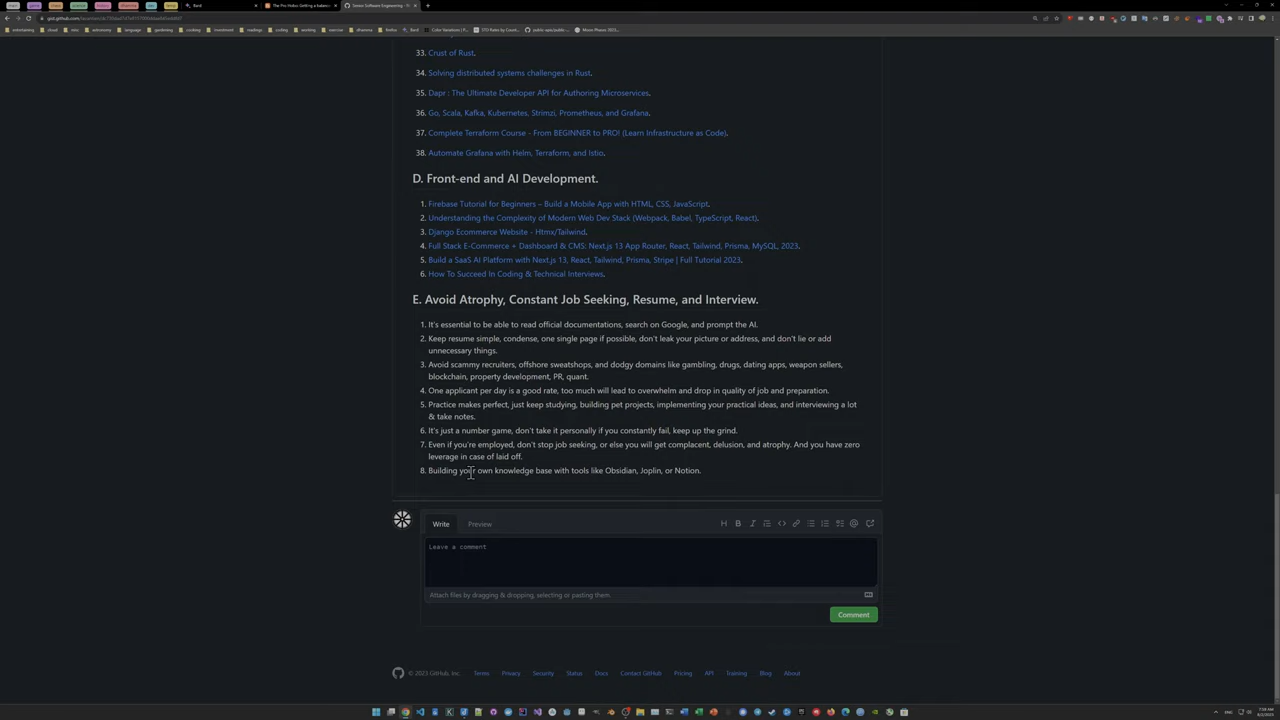 Bard
Senior Software Engineering
gist.github.com
gardening
coding
investment
readings
coding
working
dhamma
firefox
Bard
33. Crust of Rust.
34. Solving distributed systems challenges in Rust.
35. Dapr : The Ultimate Developer API for Authoring Microservices.
36. Go, Scala, Kafka, Kubernetes, Strimzi, Prometheus, and Grafana.
37. Complete Terraform Course - From BEGINNER to PRO! (Learn Infrastructure as Code).
38. Automate Grafana with Helm, Terraform, and Istio.
D. Front-end and AI Development.
1. Firebase Tutorial for Beginners – Build a Mobile App with HTML, CSS, JavaScript.
2. Understanding the Complexity of Modern Web Dev Stack (Webpack, Babel, TypeScript, React).
3. Django Ecommerce Website - Htmx/Tailwind.
4. Full Stack E-Commerce + Dashboard & CMS: Next.js 13 App Router, React, Tailwind, Prisma, MySQL, 2023.
5. Build a SaaS AI Platform with Next.js 13, React, Tailwind, Prisma, Stripe | Full Tutorial 2023.
6. How To Succeed In Coding & Technical Interviews.
E. Avoid Atrophy, Constant Job Seeking, Resume, and Interview.
1. It's essential to be able to read official documentations, search on Google, and prompt the AI.
2. Keep resume simple, condense, one single page if possible, don't leak your picture or address, and don't lie or add
unnecessary things.
3. Avoid scammy recruiters, offshore sweatshops, and dodgy domains like gambling, drugs, dating apps, weapon sellers,
blockchain, property development, PR, quant.
4. One applicant per day is a good rate, too much will lead to overwhelm and drop in quality of job and preparation.
5. Practice makes perfect, just keep studying, building pet projects, implementing your practical ideas, and interviewing a lot
& take notes.
6. It's just a number game, don't take it personally if you constantly fail, keep up the grind.
7. Even if you're employed, don't stop job seeking, or else you will get complacent, delusion, and atrophy. And you have zero
leverage in case of laid off.
8. Building your own knowledge base with tools like Obsidian, Joplin, or Notion.
Write
Preview
Leave a comment
Attach files by dragging & dropping, selecting or pasting them.
Comment
© 2023 GitHub, Inc.
Terms
Privacy
Security
Status
Docs
Contact GitHub
Pricing
API
Training
Blog
About
ENG